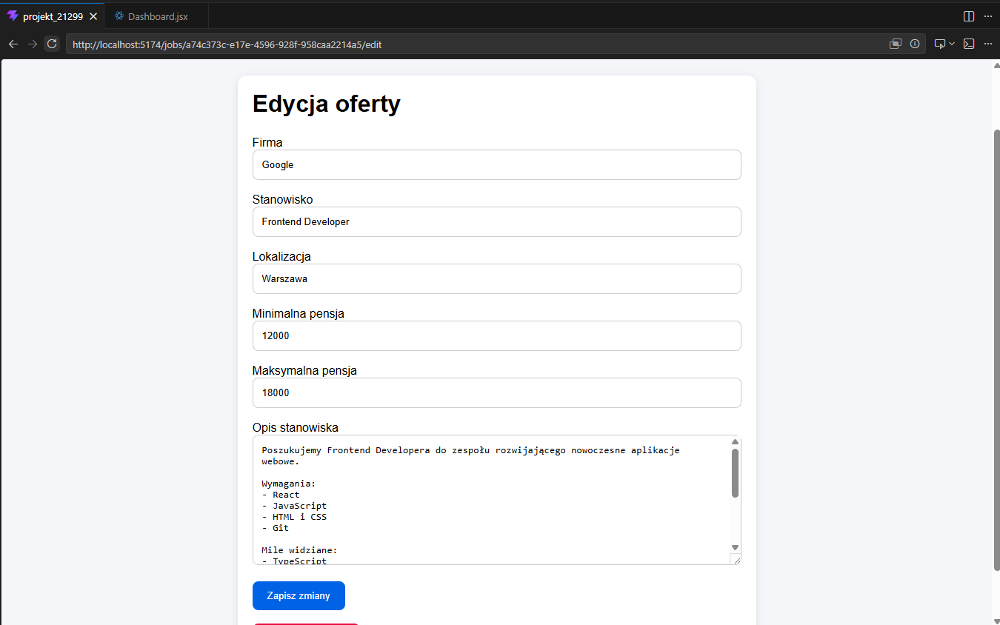 projekt_21299
Dashboard.jsx
http://localhost:5174/jobs/a74c373c-e17e-4596-928f-958caa2214a5/edit
Edycja oferty
Firma
Google
Stanowisko
Frontend Developer
Lokalizacja
Warszawa
Minimalna pensja
12000
Maksymalna pensja
18000
Opis stanowiska
Poszukujemy Frontend Developera do zespołu rozwijającego nowoczesne aplikacje
webowe.
Wymagania:
- React
- JavaScript
- HTML i CSS
- Git
Mile widziane:
- TypeScript
Zapisz zmiany